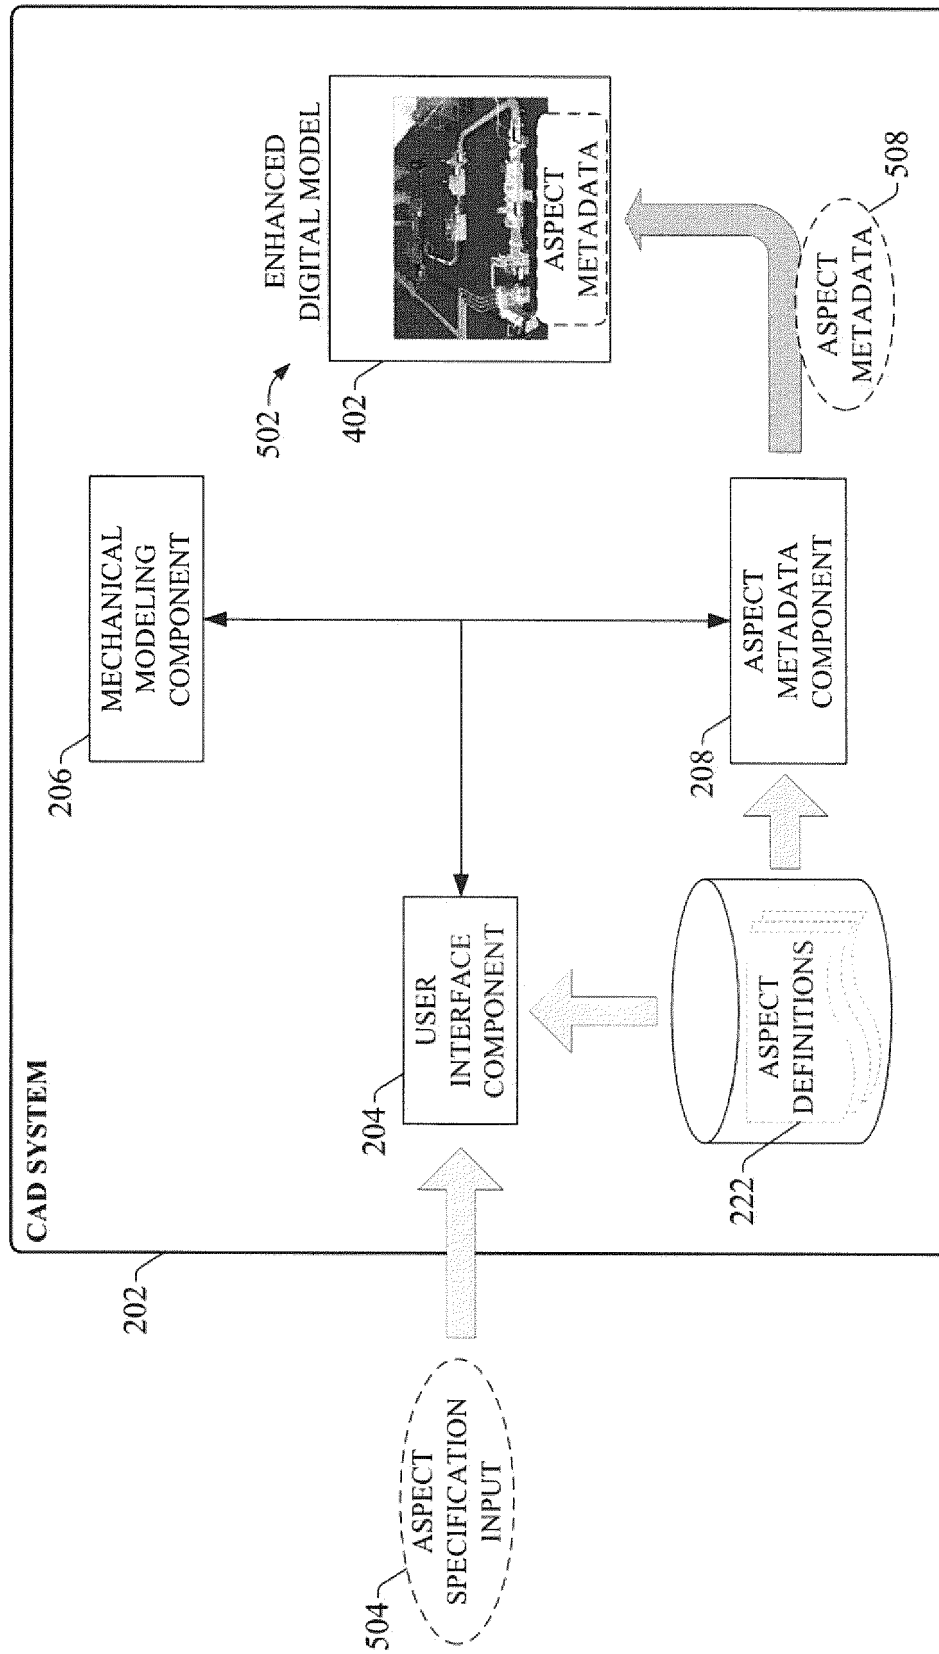 CAD SYSTEM
202
504
ASPECT
SPECIFICATION
INPUT
204
USER
INTERFACE
COMPONENT
222
ASPECT
DEFINITIONS
206
MECHANICAL
MODELING
COMPONENT
208
ASPECT
METADATA
COMPONENT
502
ENHANCED
DIGITAL MODEL
402
ASPECT
METADATA
ASPECT
METADATA
508